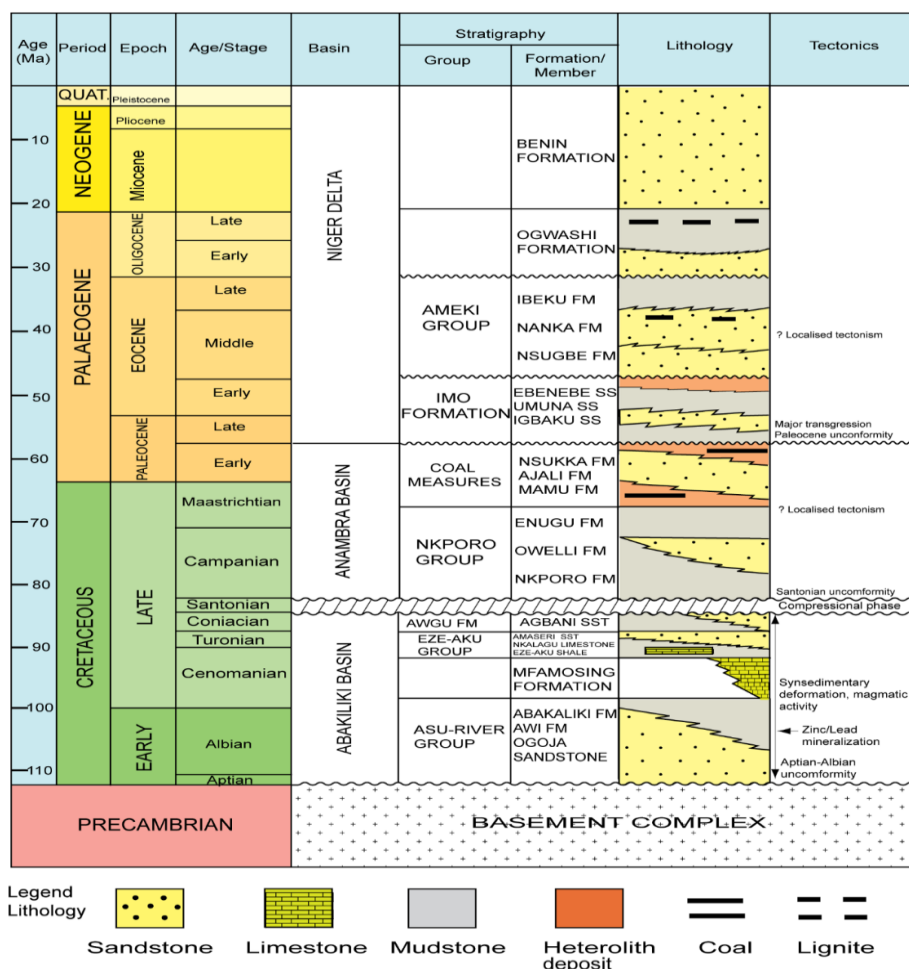 Age
(Ma)
Period
Epoch
Age/Stage
Basin
Stratigraphy
Group
Formation/
Member
Lithology
Tectonics
10
20
30
40
50
60
70
80
90
100
110
QUAT.
NEOGENE
PALAEOGENE
CRETACEOUS
PRECAMBRIAN
Pleistocene
Pliocene
Miocene
OLIGOCENE
EOCENE
PALEOCENE
LATE
EARLY
Late
Early
Late
Middle
Early
Late
Early
Maastrichtian
Campanian
Santonian
Coniacian
Turonian
Cenomanian
Albian
Aptian
NIGER DELTA
ANAMBRA BASIN
ABAKILIKI BASIN
AMEKI
GROUP
IMO
FORMATION
COAL
MEASURES
NKPORO
GROUP
AWGU FM
EZE-AKU
GROUP
ASU-RIVER
GROUP
BENIN
FORMATION
OGWASHI
FORMATION
IBEKU FM
NANKA FM
NSUGBE FM
EBENEBE SS
UMUNA SS
IGBAKU SS
NSUKKA FM
AJALI FM
MAMU FM
ENUGU FM
OWELLI FM
NKPORO FM
AGBANI SST
AMASERI SST
NKALAGU LIMESTONE
EZE-AKU SHALE
MFAMOSING
FORMATION
ABAKALIKI FM
AWI FM
OGOJA
SANDSTONE
? Localised tectonism
Major transgression
Paleocene unconformity
? Localised tectonism
Santonian uncomformity
Compressional phase
Synsedimentary
deformation, magmatic
activity
Zinc/Lead
mineralization
Aptian-Albian
uncomformity
BASEMENT COMPLEX
Legend
Lithology
Sandstone
Limestone
Mudstone
Heterolith
deposit
Coal
Lignite